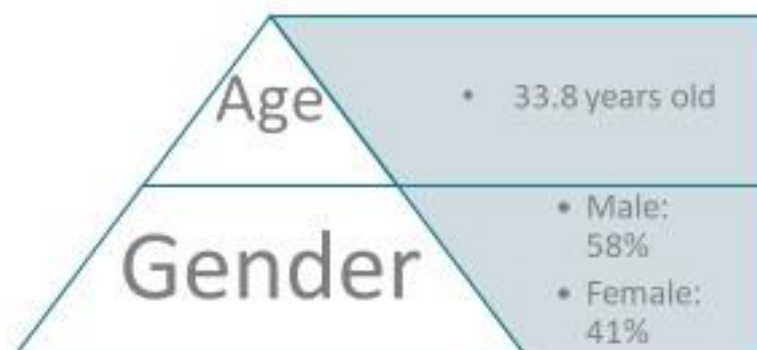 Age
• 33.8 years old
Gender
• Male:
58%
• Female:
41%